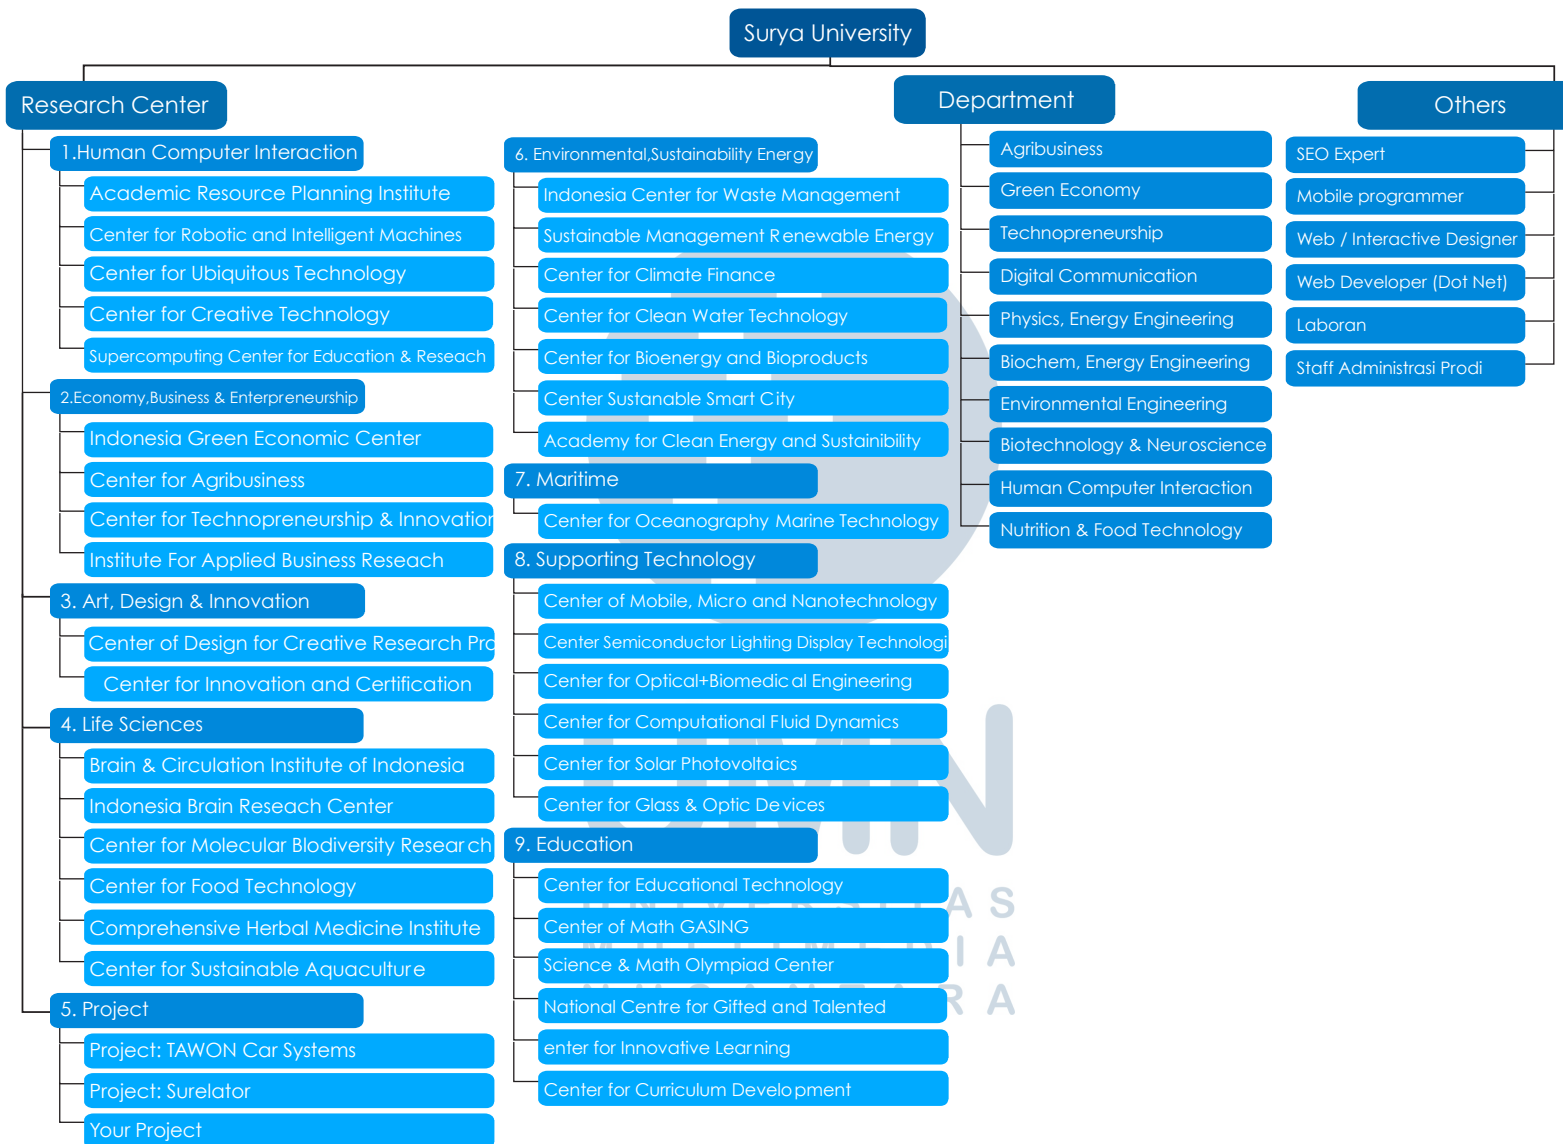 Surya University
Research Center
1.Human Computer Interaction
Academic Resource Planning Institute
Center for Robotic and Intelligent Machines
Center for Ubiquitous Technology
Center for Creative Technology
Supercomputing Center for Education & Reseach
2.Economy,Business & Enterpreneurship
Indonesia Green Economic Center
Center for Agribusiness
Center for Technopreneurship & Innovation
Institute For Applied Business Reseach
3. Art, Design & Innovation
Center of Design for Creative Research Pro
Center for Innovation and Certification
4. Life Sciences
Brain & Circulation Institute of Indonesia
Indonesia Brain Reseach Center
Center for Molecular BIodiversity Research
Center for Food Technology
Comprehensive Herbal Medicine Institute
Center for Sustainable Aquaculture
5. Project
Project: TAWON Car Systems
Project: Surelator
Your Project
6. Environmental,Sustainability Energy
Indonesia Center for Waste Management
Sustainable Management Renewable Energy
Center for Climate Finance
Center for Clean Water Technology
Center for Bioenergy and Bioproducts
Center Sustanable Smart City
Academy for Clean Energy and Sustainibility
7. Maritime
Center for Oceanography Marine Technology
8. Supporting Technology
Center of Mobile, Micro and Nanotechnology
Center Semiconductor Lighting Display Technologi
Center for Optical+Biomedical Engineering
Center for Computational Fluid Dynamics
Center for Solar Photovoltaics
Center for Glass & Optic Devices
9. Education
Center for Educational Technology
Center of Math GASING
Science & Math Olympiad Center
National Centre for Gifted and Talented
enter for Innovative Learning
Center for Curriculum Development
Department
Agribusiness
Green Economy
Technopreneurship
Digital Communication
Physics, Energy Engineering
Biochem, Energy Engineering
Environmental Engineering
Biotechnology & Neuroscience
Human Computer Interaction
Nutrition & Food Technology
Others
SEO Expert
Mobile programmer
Web / Interactive Designer
Web Developer (Dot Net)
Laboran
Staff Administrasi Prodi
UMN
UNIVERSITAS
MULTIMEDIA
NUSANTARA